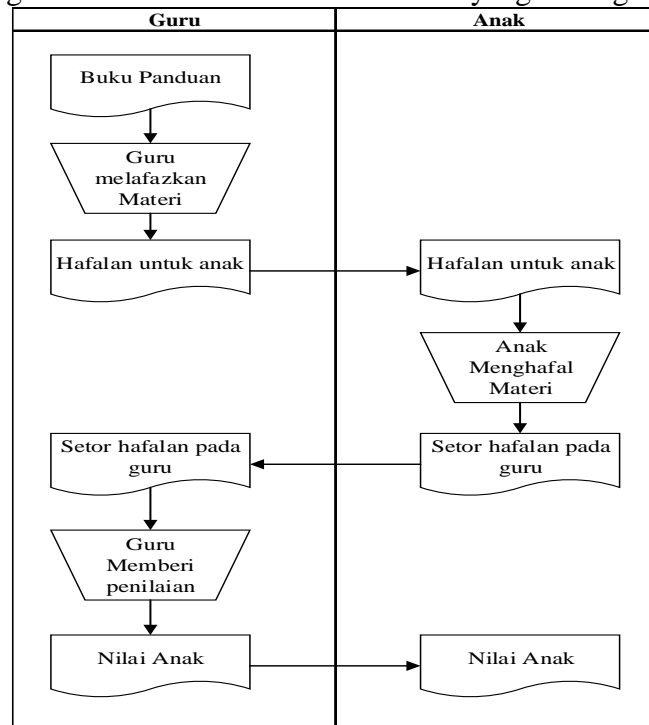 Guru
Anak
Buku Panduan
Guru
melafazkan
Materi
Hafalan untuk anak
Hafalan untuk anak
Anak
Menghafal
Materi
Setor hafalan pada
guru
Setor hafalan pada
guru
Guru
Memberi
penilaian
Nilai Anak
Nilai Anak